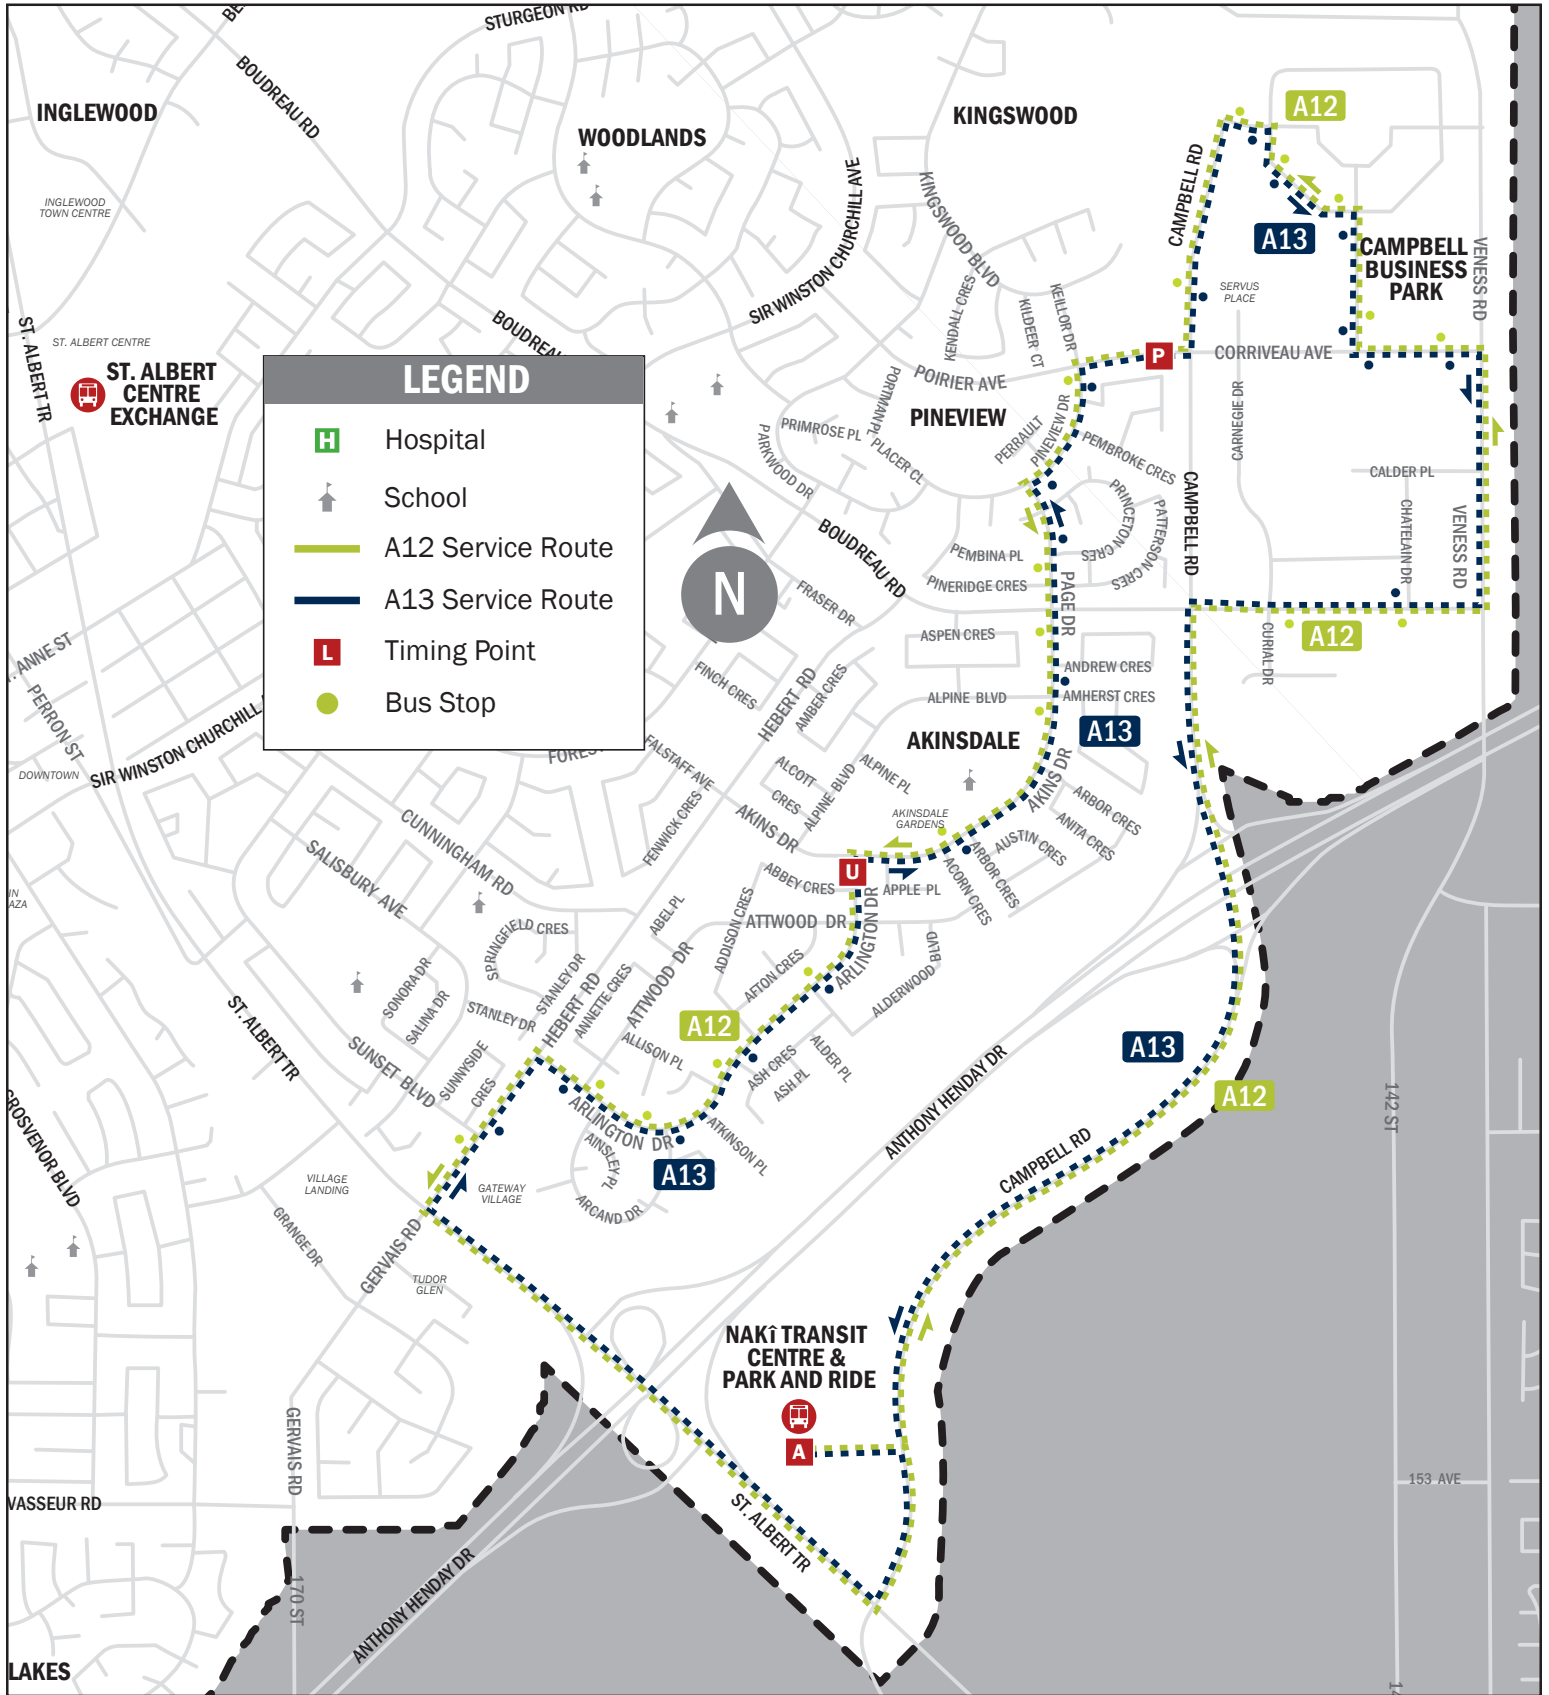 STURGEON RD
BOUDREAU RD
INGLEWOOD
WOODLANDS
KINGSWOOD
A12
INGLEWOOD
TOWN CENTRE
SIR WINSTON CHURCHILL AVE
KINGSWOOD BLVD
CAMPBELL RD
A13
CAMPBELL
BUSINESS
PARK
VENESS RD
SERVUS
PLACE
KENDALL CRES
KILDEER CT
KEILLOR DR
ST. ALBERT TR
ST. ALBERT CENTRE
ST. ALBERT
CENTRE
EXCHANGE
BOUDREAU
P
CORRIVEAU AVE
POIRIER AVE
PORTMAN PL
PINEVIEW
PRIMROSE PL
PLACER CL
PARKWOOD DR
PERRAULT
PINEVIEW DR
PEMBROKE CRES
CARNEGIE DR
CALDER PL
LEGEND
H
Hospital
School
A12 Service Route
A13 Service Route
L
Timing Point
Bus Stop
N
BOUDREAU RD
PRINCETON CRES
PATTERSON CRES
CAMPBELL RD
CHATELAIN DR
VENESS RD
PEMBINA PL
PINERIDGE CRES
PAGE DR
FRASER DR
ASPEN CRES
A12
CURIAL DR
ANDREW CRES
ALPINE BLVD
AMHERST CRES
FINCH CRES
HEBERT RD
AMBER CRES
A13
AKINSDALE
. ANNE ST
PERRON ST
SIR WINSTON CHURCHILL
DOWNTOWN
FOREST
FALSTAFF AVE
ALCOTT
CRES
ALPINE BLVD
ALPINE PL
AKINS DR
ARBOR CRES
ANITA CRES
AKINSDALE
GARDENS
AUSTIN CRES
ARBOR CRES
ACORN CRES
AKINS DR
FENWICK CRES
CUNNINGHAM RD
SALISBURY AVE
U
ABBEY CRES
APPLE PL
IN
AZA
ABEL PL
ADDISON CRES
ATTWOOD DR
ARLINGTON DR
ALDERWOOD
BLVD
SPRINGFIELD CRES
SONORA DR
SALINA DR
STANLEY DR
STANLEY DR
HEBERT RD
ANNETTE CRES
ATTWOOD DR
AFTON CRES
A12
ALLISON PL
ST. ALBERT TR
SUNSET BLVD
SUNNYSIDE
CRES
ASH CRES
ASH PL
ALDER PL
ANTHONY HENDAY DR
A13
A12
142 ST
GROSVENOR BLVD
ARLINGTON DR
AINSLEY PL
ATKINSON PL
A13
CAMPBELL RD
VILLAGE
LANDING
GATEWAY
VILLAGE
ARCAND DR
GRANGE DR
GERVAIS RD
TUDOR
GLEN
NAKÎ TRANSIT
CENTRE &
PARK AND RIDE
A
GERVAIS RD
VASSEUR RD
153 AVE
ST. ALBERT TR
170 ST
ANTHONY HENDAY DR
LAKES